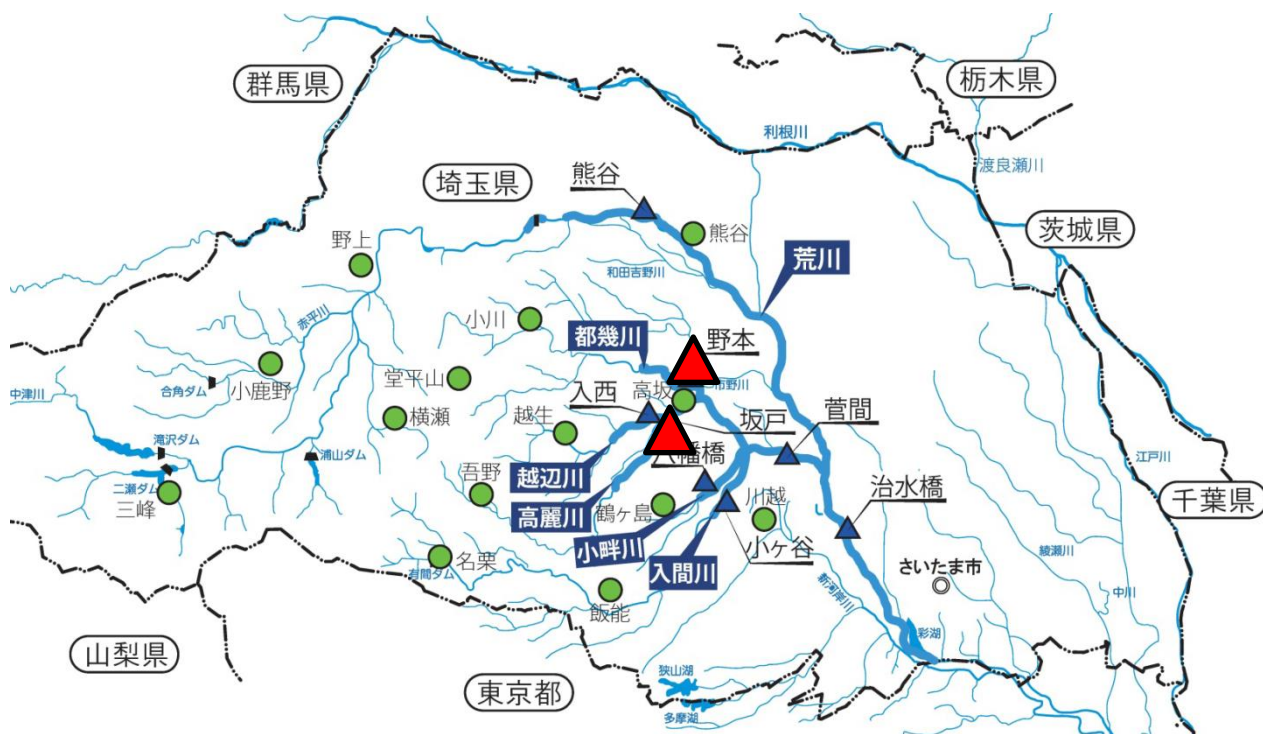 群馬県
栃木県
利根川
渡良瀬川
熊谷
埼玉県
茨城県
野上
熊谷
荒川
和田吉野川
赤平川
小川
都幾川
野本
江戸川
中津川
合角ダム
小鹿野
堂平山
入西
高坂
市野川
横瀬
越生
坂戸
菅間
滝沢ダム
浦山ダム
越辺川
八幡橋
二瀬ダム
三峰
吾野
高麗川
鶴ヶ島
川越
治水橋
千葉県
小畔川
小ヶ谷
綾瀬川
名栗
有間ダム
入間川
さいたま市
新河岸川
中川
飯能
彩湖
山梨県
東京都
狭山湖
多摩湖